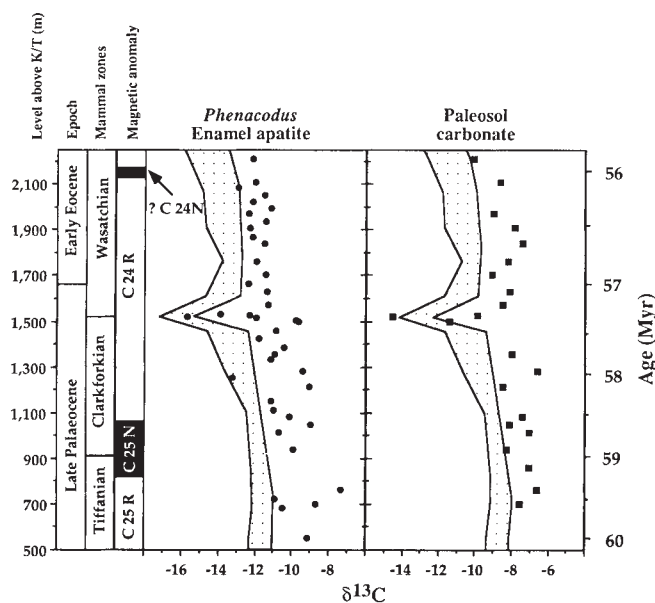 Level above K/T (m)
Epoch
Mammal zones
Magnetic anomaly
Phenacodus
Enamel apatite
Paleosol
carbonate
2,100
1,900
1,700
1,500
1,300
1,100
900
700
500
Early Eocene
Late Palaeocene
Wasatchian
Clarkforkian
Tiffanian
? C 24N
C 24 R
C 25 N
C 25 R
56
57
58
59
60
Age (Myr)
-16 -14 -12 -10 -8
-14 -12 -10 -8 -6
δ13C